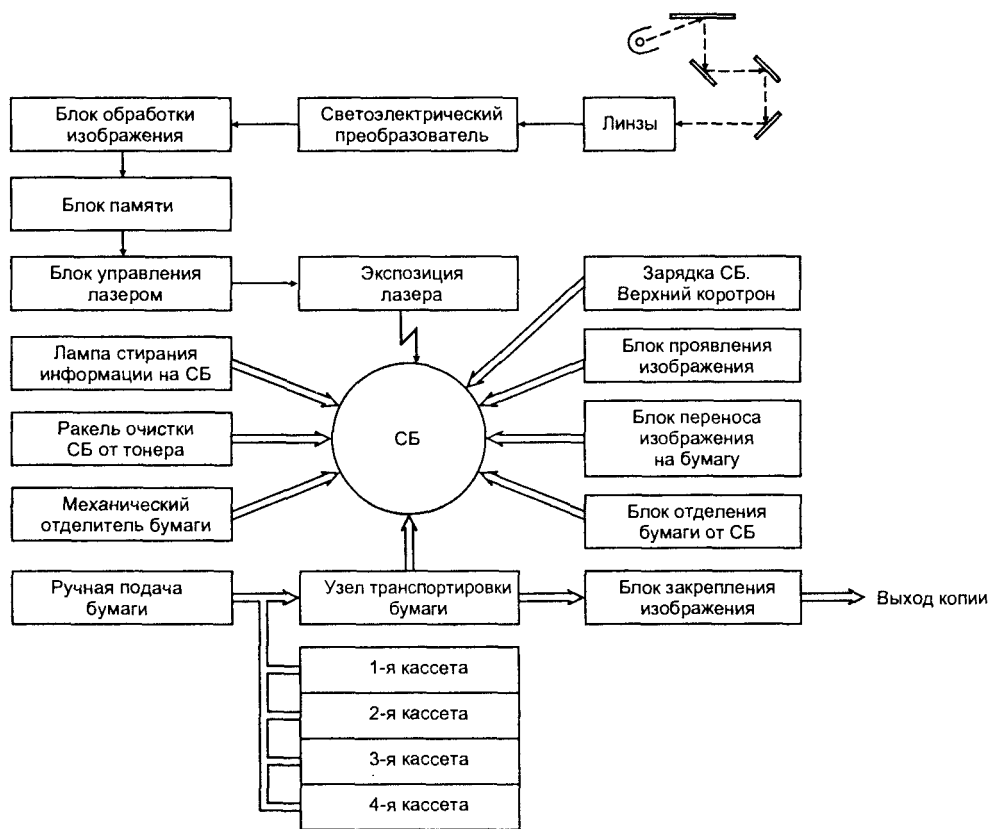 Блок обработки
изображения
Светоэлектрический
преобразователь
Линзы
Блок памяти
Блок управления
лазером
Экспозиция
лазера
Зарядка СБ.
Верхний коротрон
Лампа стирания
информации на СБ
Блок проявления
изображения
Ракель очистки
СБ от тонера
СБ
Блок переноса
изображения
на бумагу
Механический
отделитель бумаги
Блок отделения
бумаги от СБ
Ручная подача
бумаги
Узел транспортировки
бумаги
Блок закрепления
изображения
Выход копии
1-я кассета
2-я кассета
3-я кассета
4-я кассета